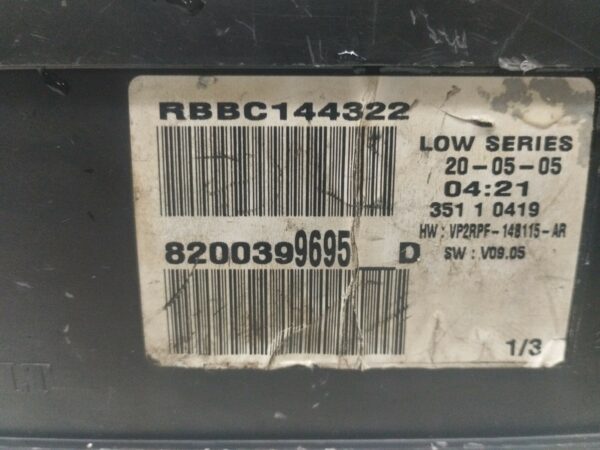 RBBC144322
LOW SERIES
20-05-05
04:21
351 1 0419
HW : VP2RPF-14B115-AR
SW : V09.05
8200399695 D
1/3